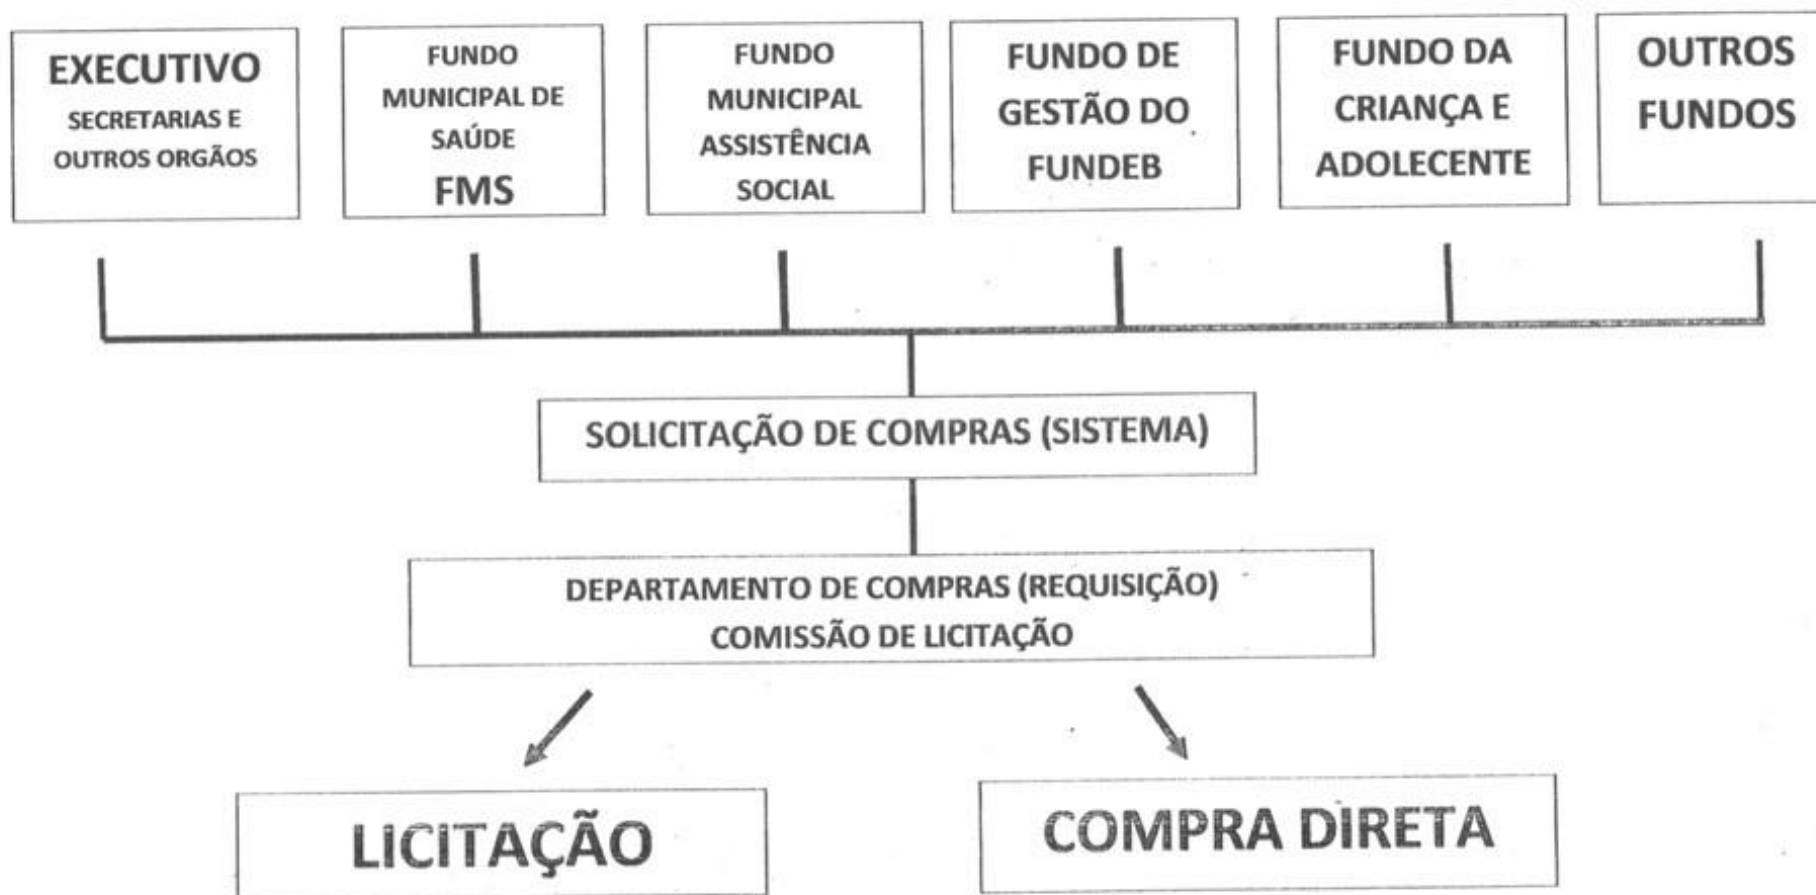 EXECUTIVO
SECRETARIAS E
OUTROS ORGÃOS
FUNDO
MUNICIPAL DE
SAÚDE
FMS
FUNDO
MUNICIPAL
ASSISTÊNCIA
SOCIAL
FUNDO DE
GESTÃO DO
FUNDEB
FUNDO DA
CRIANÇA E
ADOLECENTE
OUTROS
FUNDOS
SOLICITAÇÃO DE COMPRAS (SISTEMA)
DEPARTAMENTO DE COMPRAS (REQUISIÇÃO)
COMISSÃO DE LICITAÇÃO
LICITAÇÃO
COMPRA DIRETA